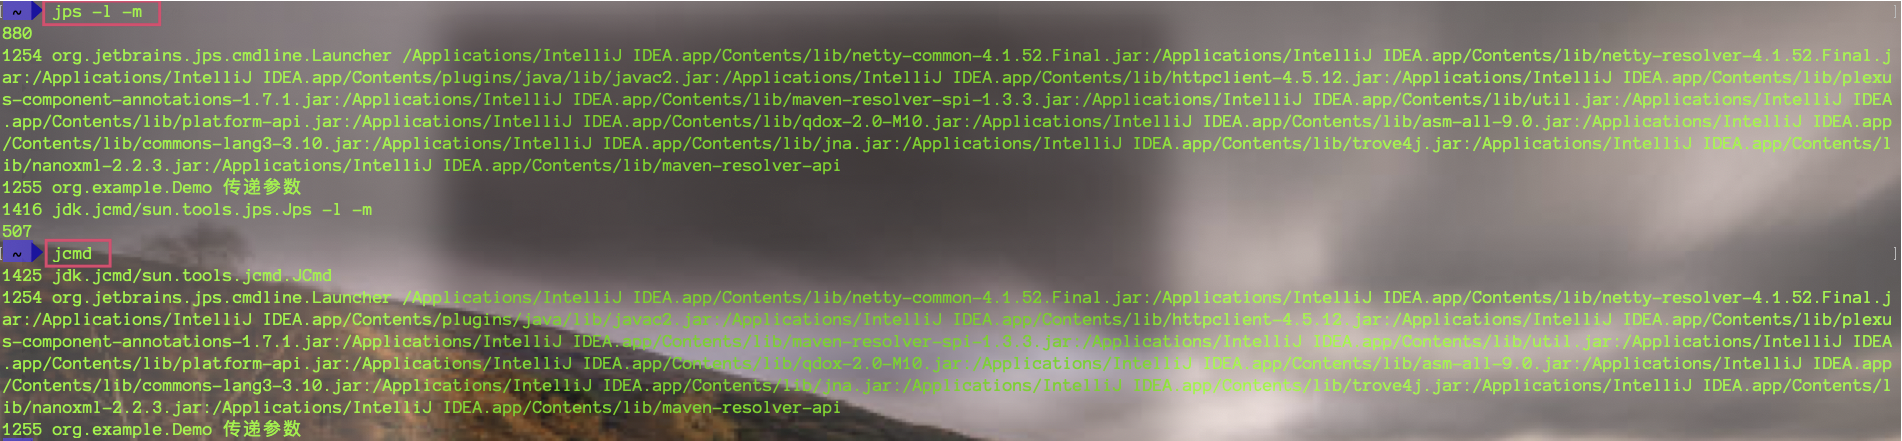 ~ jps -l -m
880
1254 org.jetbrains.jps.cmdline.Launcher /Applications/IntelliJ IDEA.app/Contents/lib/netty-common-4.1.52.Final.jar:/Applications/IntelliJ IDEA.app/Contents/lib/netty-resolver-4.1.52.Final.j
ar:/Applications/IntelliJ IDEA.app/Contents/plugins/java/lib/javac2.jar:/Applications/IntelliJ IDEA.app/Contents/lib/httpclient-4.5.12.jar:/Applications/IntelliJ IDEA.app/Contents/lib/plexu
s-component-annotations-1.7.1.jar:/Applications/IntelliJ IDEA.app/Contents/lib/maven-resolver-spi-1.3.3.jar:/Applications/IntelliJ IDEA.app/Contents/lib/util.jar:/Applications/IntelliJ IDEA
.app/Contents/lib/platform-api.jar:/Applications/IntelliJ IDEA.app/Contents/lib/qdox-2.0-M10.jar:/Applications/IntelliJ IDEA.app/Contents/lib/asm-all-9.0.jar:/Applications/IntelliJ IDEA.app
/Contents/lib/commons-lang3-3.10.jar:/Applications/IntelliJ IDEA.app/Contents/lib/jna.jar:/Applications/IntelliJ IDEA.app/Contents/lib/trove4j.jar:/Applications/IntelliJ IDEA.app/Contents/l
ib/nanoxml-2.2.3.jar:/Applications/IntelliJ IDEA.app/Contents/lib/maven-resolver-api
1255 org.example.Demo 传递参数
1416 jdk.jcmd/sun.tools.jps.Jps -l -m
507
~ jcmd
1425 jdk.jcmd/sun.tools.jcmd.JCmd
1254 org.jetbrains.jps.cmdline.Launcher /Applications/IntelliJ IDEA.app/Contents/lib/netty-common-4.1.52.Final.jar:/Applications/IntelliJ IDEA.app/Contents/lib/netty-resolver-4.1.52.Final.j
ar:/Applications/IntelliJ IDEA.app/Contents/plugins/java/lib/javac2.jar:/Applications/IntelliJ IDEA.app/Contents/lib/httpclient-4.5.12.jar:/Applications/IntelliJ IDEA.app/Contents/lib/plexu
s-component-annotations-1.7.1.jar:/Applications/IntelliJ IDEA.app/Contents/lib/maven-resolver-spi-1.3.3.jar:/Applications/IntelliJ IDEA.app/Contents/lib/util.jar:/Applications/IntelliJ IDEA
.app/Contents/lib/platform-api.jar:/Applications/IntelliJ IDEA.app/Contents/lib/qdox-2.0-M10.jar:/Applications/IntelliJ IDEA.app/Contents/lib/asm-all-9.0.jar:/Applications/IntelliJ IDEA.app
/Contents/lib/commons-lang3-3.10.jar:/Applications/IntelliJ IDEA.app/Contents/lib/jna.jar:/Applications/IntelliJ IDEA.app/Contents/lib/trove4j.jar:/Applications/IntelliJ IDEA.app/Contents/l
ib/nanoxml-2.2.3.jar:/Applications/IntelliJ IDEA.app/Contents/lib/maven-resolver-api
1255 org.example.Demo 传递参数